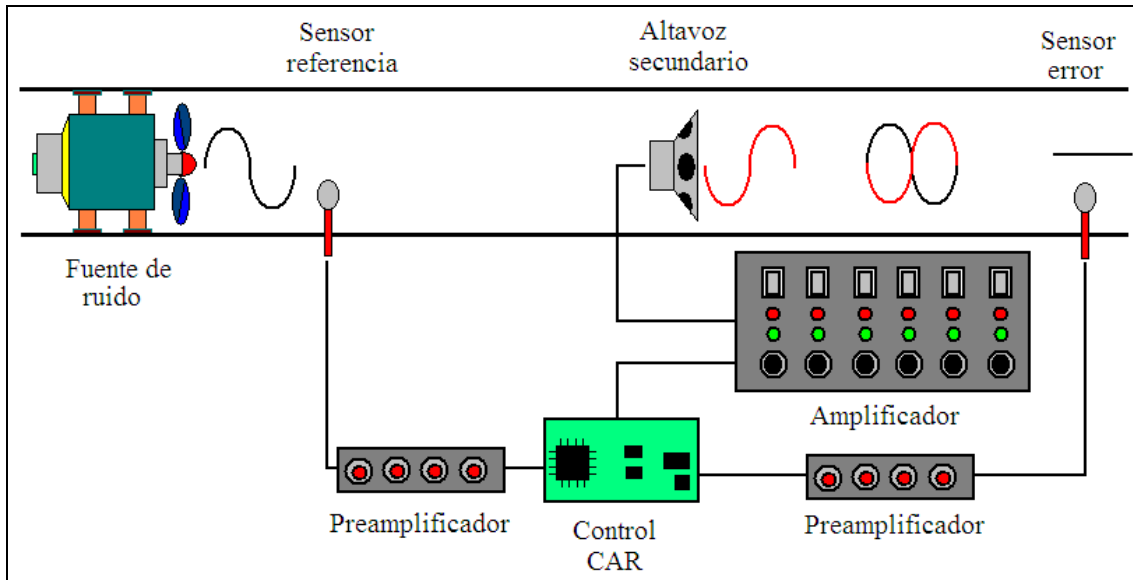 Sensor
referencia
Altavoz
secundario
Sensor
error
Fuente de
ruido
Amplificador
Preamplificador
Control
CAR
Preamplificador